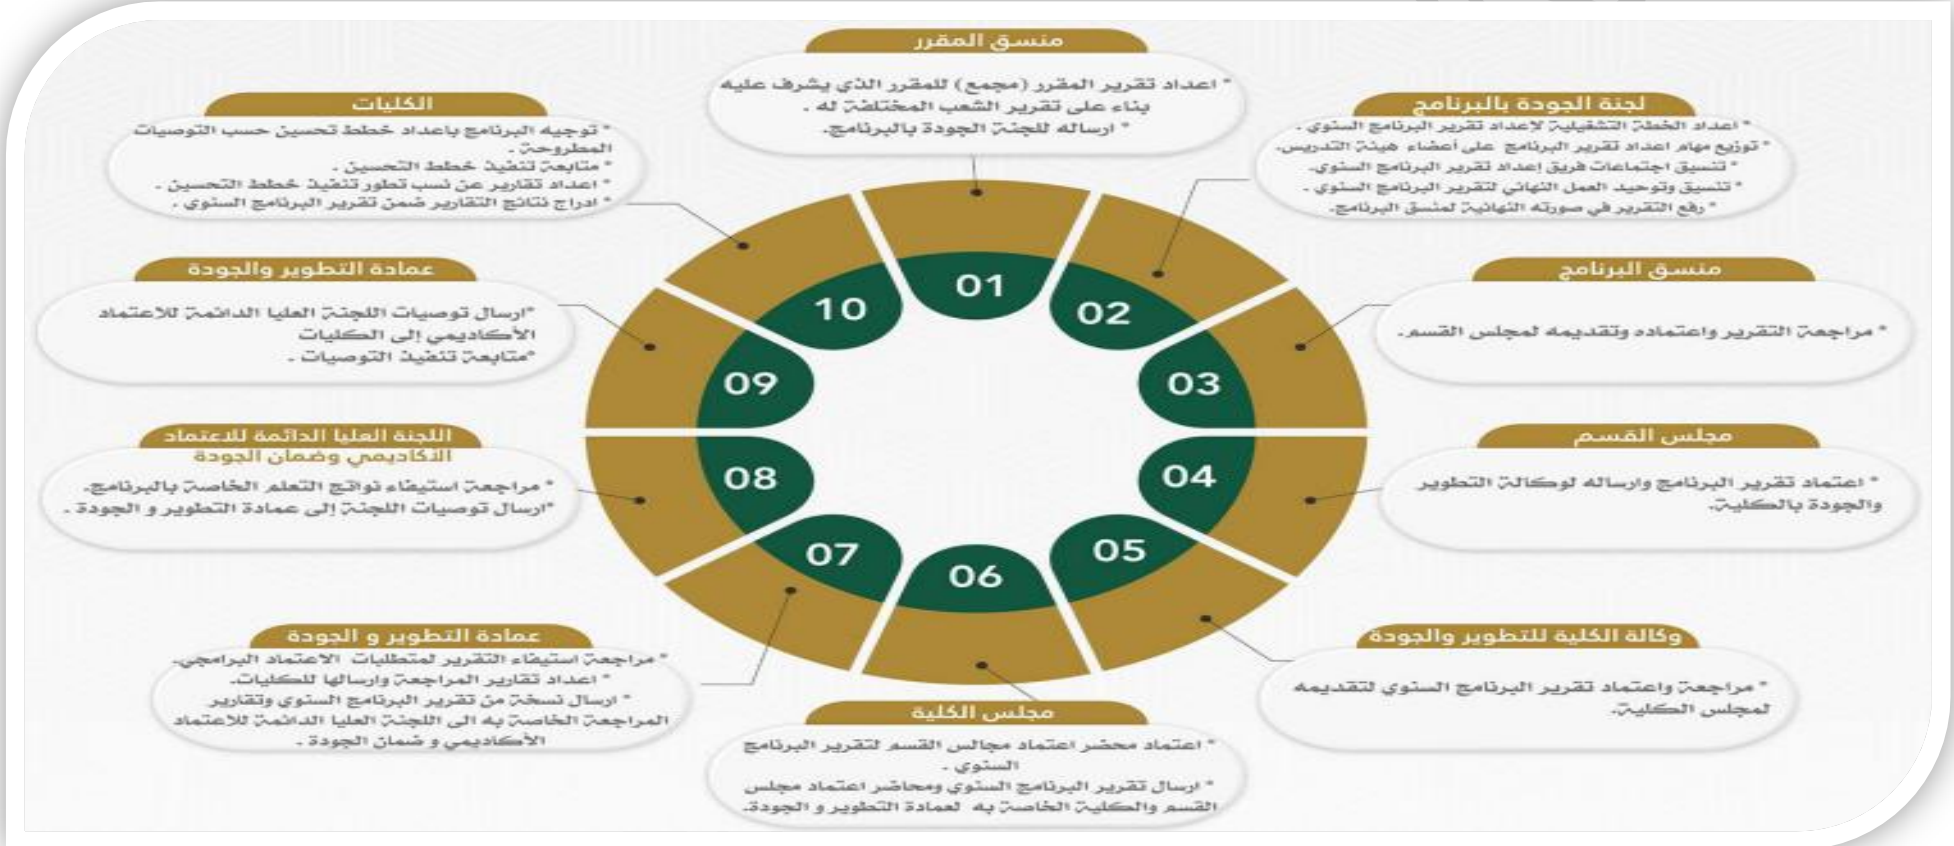 منسق المقرر
* اعداد تقرير المقرر (مجمع) للمقرر الذي يشرف عليه
بناء على تقرير الشعب المختلفة له .
* ارساله للجنة الجودة بالبرنامج.
01
لجنة الجودة بالبرنامج
* اعداد الخطة التشغيلية لإعداد تقرير البرنامج السنوي .
* توزيع مهام اعداد تقرير البرنامج على أعضاء هيئة التدريس.
* تنسيق اجتماعات فريق إعداد تقرير البرنامج السنوي.
* تنسيق وتوحيد العمل النهائي لتقرير البرنامج السنوي .
* رفع التقرير في صورته النهائية لمنسق البرنامج.
02
منسق البرنامج
* مراجعة التقرير واعتماده وتقديمه لمجلس القسم.
03
مجلس القسم
* اعتماد تقرير البرنامج وارساله لوكالة التطوير
والجودة بالكلية.
04
وكالة الكلية للتطوير والجودة
* مراجعة واعتماد تقرير البرنامج السنوي لتقديمه
لمجلس الكلية.
05
مجلس الكلية
* اعتماد محضر اعتماد مجالس القسم لتقرير البرنامج
السنوي .
* ارسال تقرير البرنامج السنوي ومحاضر اعتماد مجلس
القسم والكلية الخاصة به لعمادة التطوير و الجودة.
06
عمادة التطوير و الجودة
* مراجعة استيفاء التقرير لمتطلبات الاعتماد البرامجي.
* اعداد تقارير المراجعة وارسالها للكليات.
* ارسال نسخة من تقرير البرنامج السنوي وتقارير
المراجعة الخاصة به الى اللجنة العليا الدائمة للاعتماد
الأكاديمي و ضمان الجودة .
07
اللجنة العليا الدائمة للاعتماد
الأكاديمي وضمان الجودة
* مراجعة استيفاء نواتج التعلم الخاصة بالبرنامج.
*ارسال توصيات اللجنة إلى عمادة التطوير و الجودة .
08
عمادة التطوير والجودة
*ارسال توصيات اللجنة العليا الدائمة للاعتماد
الأكاديمي إلى الكليات
*متابعة تنفيذ التوصيات .
09
الكليات
* توجيه البرنامج باعداد خطط تحسين حسب التوصيات
المطروحة .
* متابعة تنفيذ خطط التحسين .
* اعداد تقارير عن نسب تطور تنفيذ خطط التحسين .
* ادراج نتائج التقارير ضمن تقرير البرنامج السنوي .
10